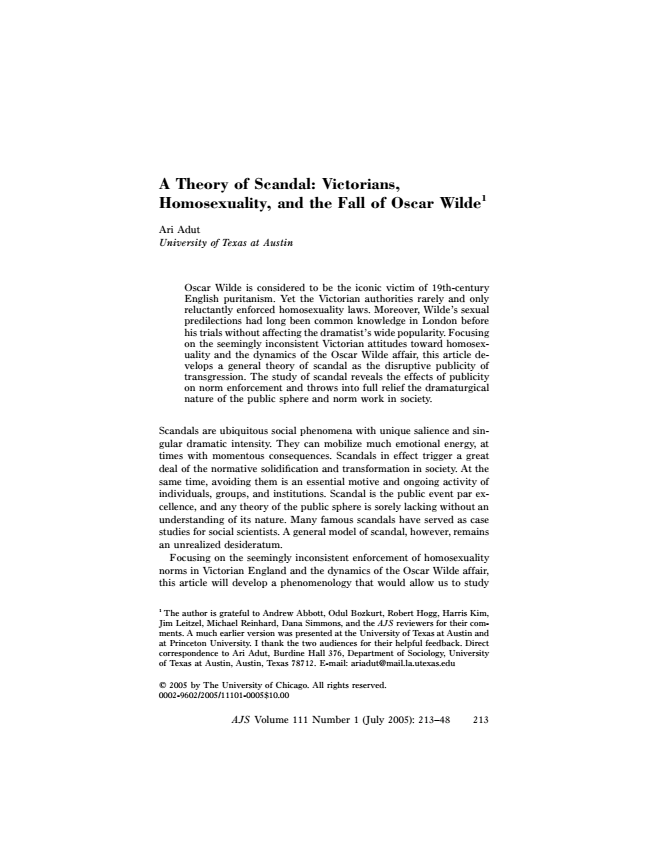 A Theory of Scandal: Victorians,
Homosexuality, and the Fall of Oscar Wilde¹
Ari Adut
University of Texas at Austin
Oscar Wilde is considered to be the iconic victim of 19th-century
English puritanism. Yet the Victorian authorities rarely and only
reluctantly enforced homosexuality laws. Moreover, Wilde's sexual
predilections had long been common knowledge in London before
his trials without affecting the dramatist's wide popularity. Focusing
on the seemingly inconsistent Victorian attitudes toward homosex-
uality and the dynamics of the Oscar Wilde affair, this article de-
velops a general theory of scandal as the disruptive publicity of
transgression. The study of scandal reveals the effects of publicity
on norm enforcement and throws into full relief the dramaturgical
nature of the public sphere and norm work in society.
Scandals are ubiquitous social phenomena with unique salience and sin-
gular dramatic intensity. They can mobilize much emotional energy, at
times with momentous consequences. Scandals in effect trigger a great
deal of the normative solidification and transformation in society. At the
same time, avoiding them is an essential motive and ongoing activity of
individuals, groups, and institutions. Scandal is the public event par ex-
cellence, and any theory of the public sphere is sorely lacking without an
understanding of its nature. Many famous scandals have served as case
studies for social scientists. A general model of scandal, however, remains
an unrealized desideratum.
Focusing on the seemingly inconsistent enforcement of homosexuality
norms in Victorian England and the dynamics of the Oscar Wilde affair,
this article will develop a phenomenology that would allow us to study
¹ The author is grateful to Andrew Abbott, Odul Bozkurt, Robert Hogg, Harris Kim,
Jim Leitzel, Michael Reinhard, Dana Simmons, and the AJS reviewers for their com-
ments. A much earlier version was presented at the University of Texas at Austin and
at Princeton University. I thank the two audiences for their helpful feedback. Direct
correspondence to Ari Adut, Burdine Hall 376, Department of Sociology, University
of Texas at Austin, Austin, Texas 78712. E-mail: ariadut@mail.la.utexas.edu
© 2005 by The University of Chicago. All rights reserved.
0002-9602/2005/11101-0005$10.00
AJS Volume 111 Number 1 (July 2005): 213–48 213